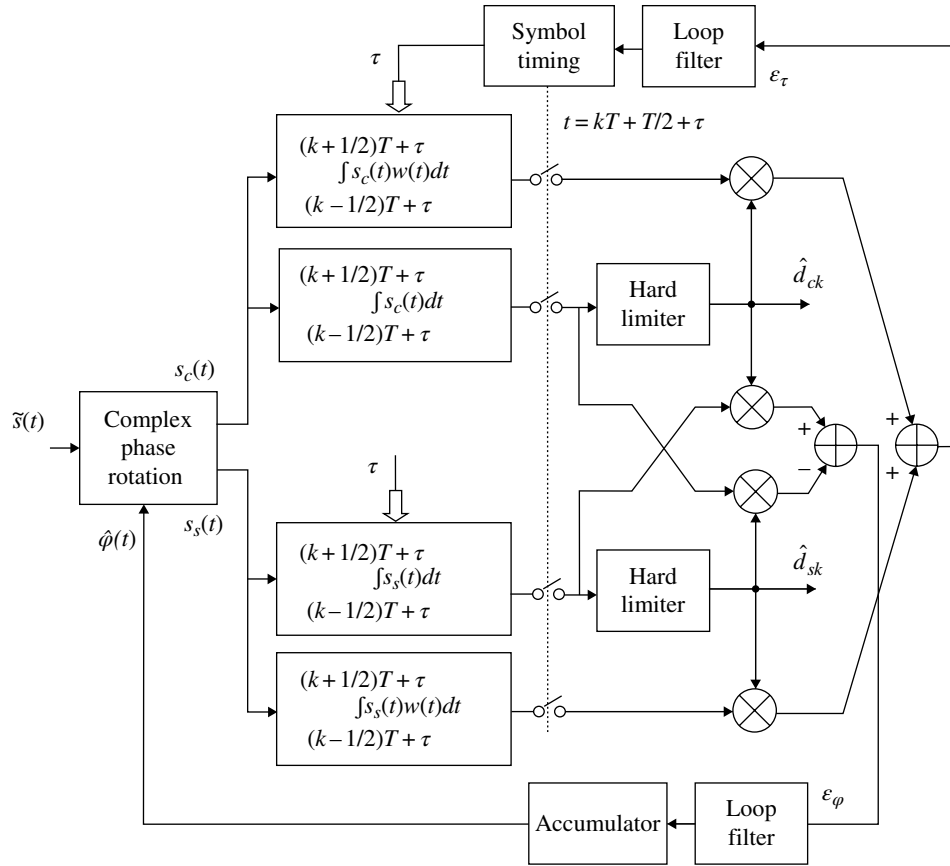 Symbol
timing
Loop
filter
τ
ε_τ
t = kT + T/2 + τ
(k + 1/2)T + τ
∫ s_c(t)w(t)dt
(k − 1/2)T + τ
(k + 1/2)T + τ
∫ s_c(t)dt
(k − 1/2)T + τ
Hard
limiter
d̂_ck
s_c(t)
s̃(t)
Complex
phase
rotation
+
−
+
+
τ
s_s(t)
φ̂(t)
(k + 1/2)T + τ
∫ s_s(t)dt
(k − 1/2)T + τ
Hard
limiter
d̂_sk
(k + 1/2)T + τ
∫ s_s(t)w(t)dt
(k − 1/2)T + τ
Accumulator
Loop
filter
ε_φ